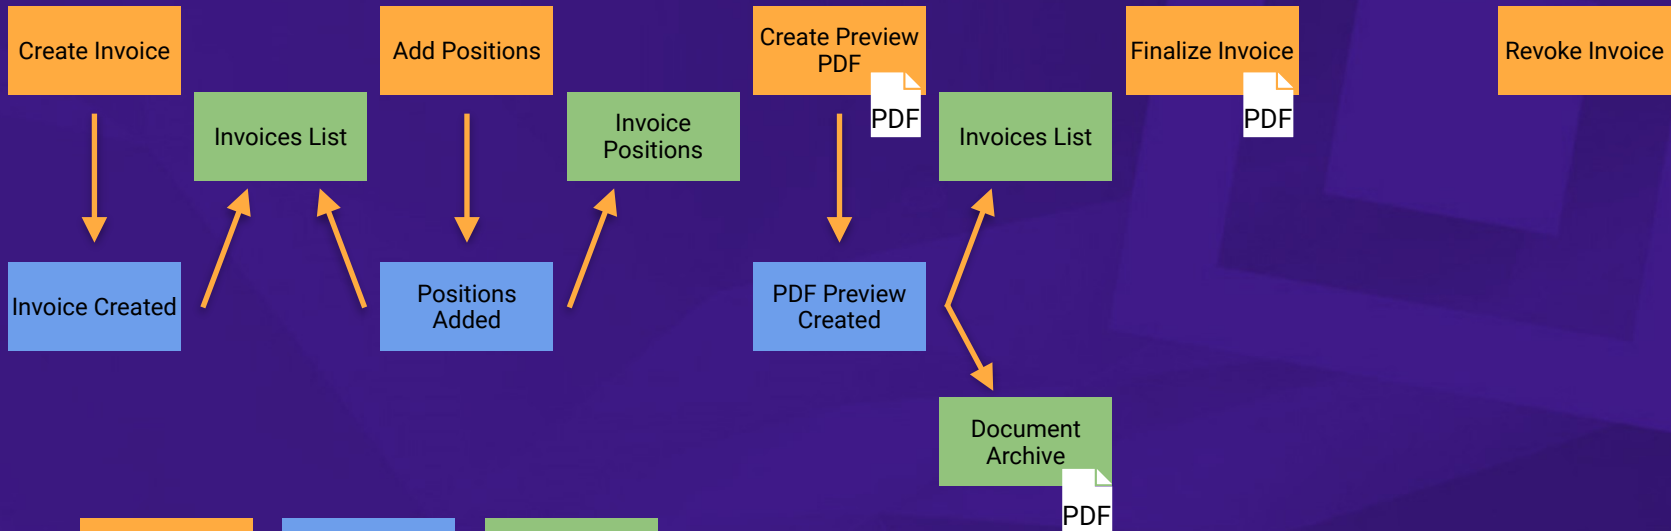 Create Invoice
Add Positions
Create Preview
PDF
PDF
Finalize Invoice
PDF
Revoke Invoice
Invoices List
Invoice
Positions
Invoices List
Invoice Created
Positions
Added
PDF Preview
Created
Document
Archive
PDF